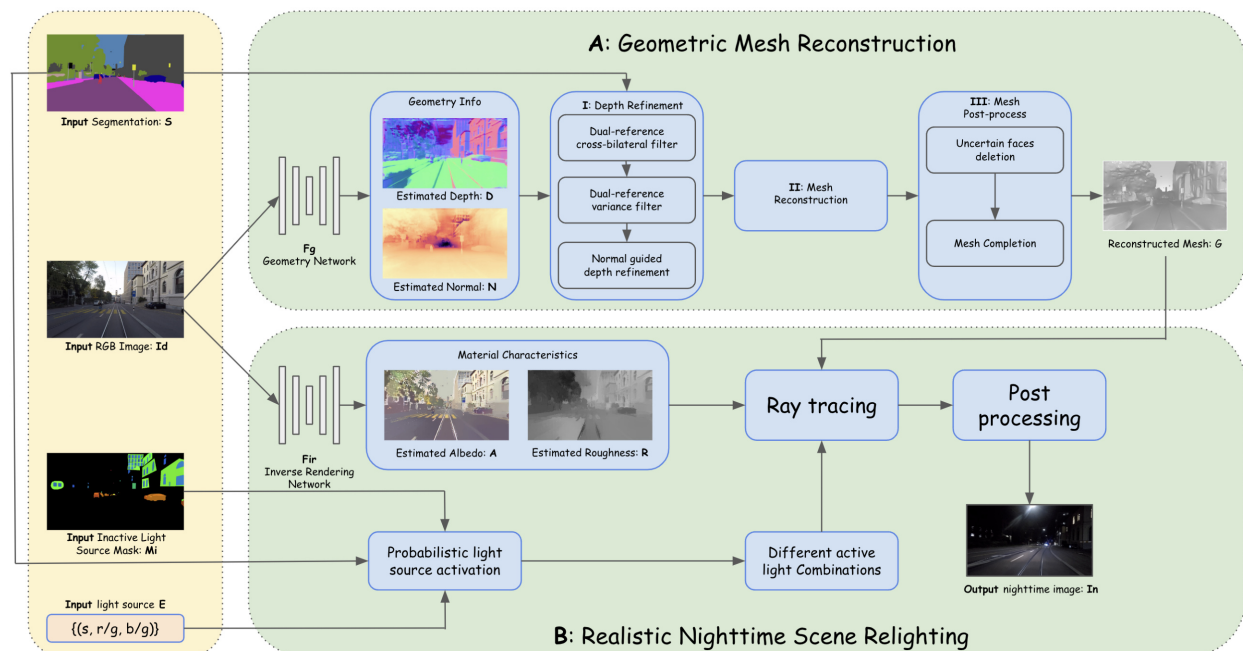 A: Geometric Mesh Reconstruction
Input Segmentation: S
Geometry Info
Estimated Depth: D
Estimated Normal: N
Fg
Geometry Network
I: Depth Refinement
Dual-reference
cross-bilateral filter
Dual-reference
variance filter
Normal guided
depth refinement
II: Mesh
Reconstruction
III: Mesh
Post-process
Uncertain faces
deletion
Mesh Completion
Reconstructed Mesh: G
Input RGB Image: Id
Fir
Inverse Rendering
Network
Material Characteristics
Estimated Albedo: A
Estimated Roughness: R
Ray tracing
Post
processing
Input Inactive Light
Source Mask: Mi
Probabilistic light
source activation
Different active
light Combinations
Output nighttime image: In
Input light source E
{(s, r/g, b/g)}
B: Realistic Nighttime Scene Relighting